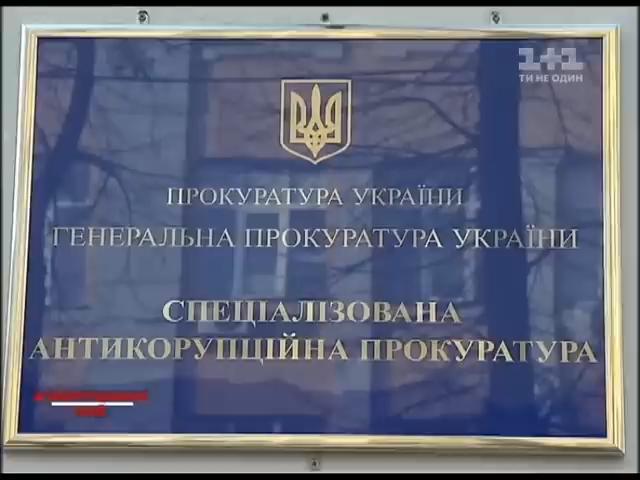 1+1
ТИ НЕ ОДИН
ПРОКУРАТУРА УКРАЇНИ
ГЕНЕРАЛЬНА ПРОКУРАТУРА УКРАЇНИ
СПЕЦІАЛІЗОВАНА
АНТИКОРУПЦІЙНА ПРОКУРАТУРА